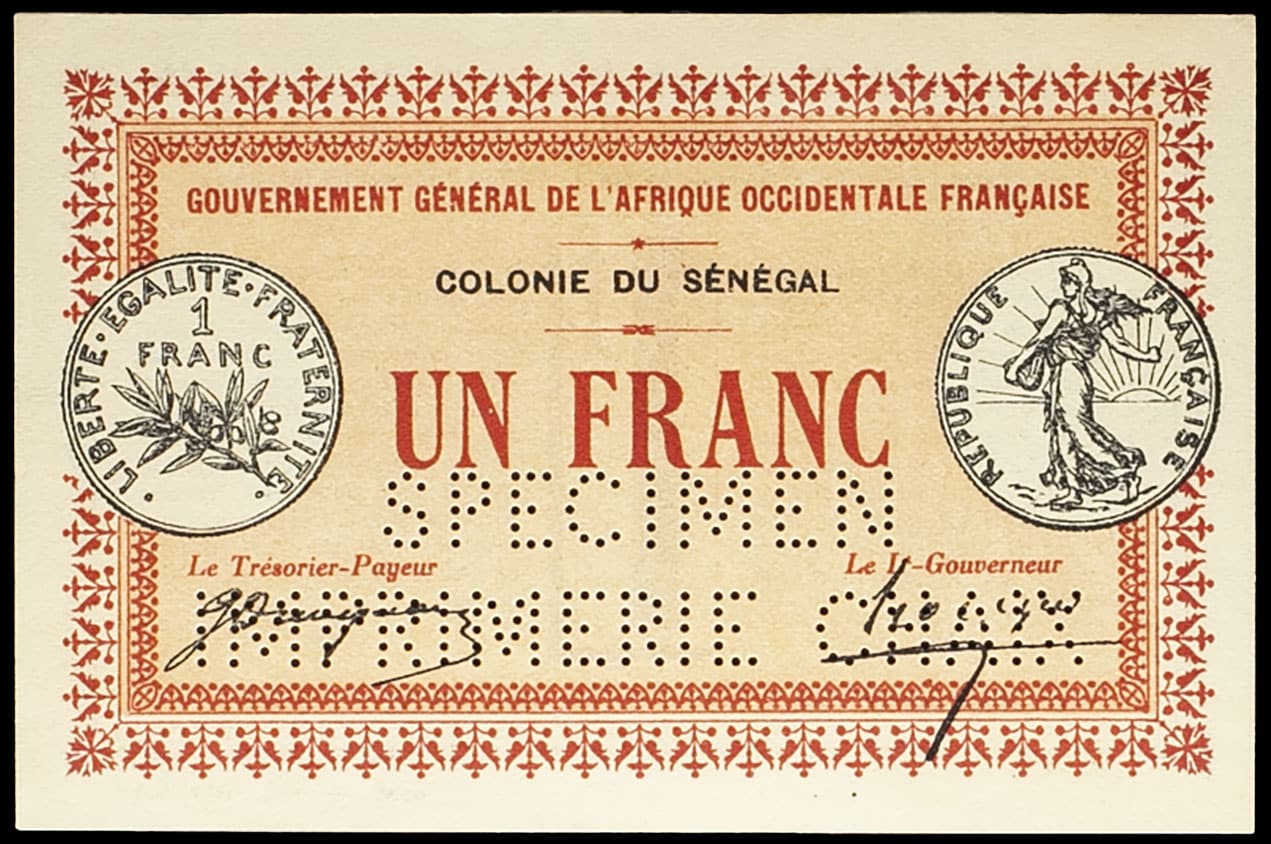 GOUVERNEMENT GÉNÉRAL DE L'AFRIQUE OCCIDENTALE FRANÇAISE
COLONIE DU SÉNÉGAL
LIBERTE · EGALITE · FRATERNITE
1
FRANC
REPUBLIQUE FRANÇAISE
UN FRANC
SPECIMEN
Le Trésorier-Payeur
Le Lt-Gouverneur
IMPRIMERIE